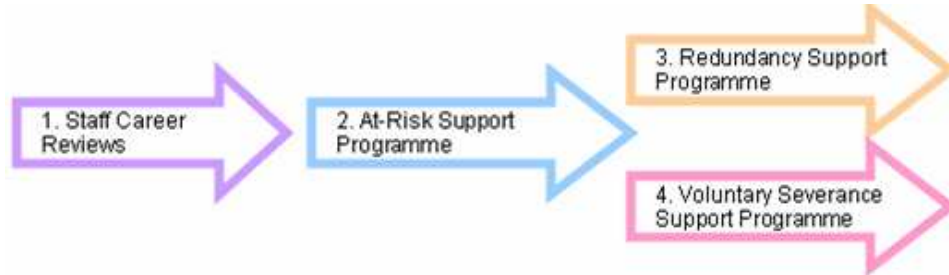 1. Staff Career
Reviews
2. At-Risk Support
Programme
3. Redundancy Support
Programme
4. Voluntary Severance
Support Programme